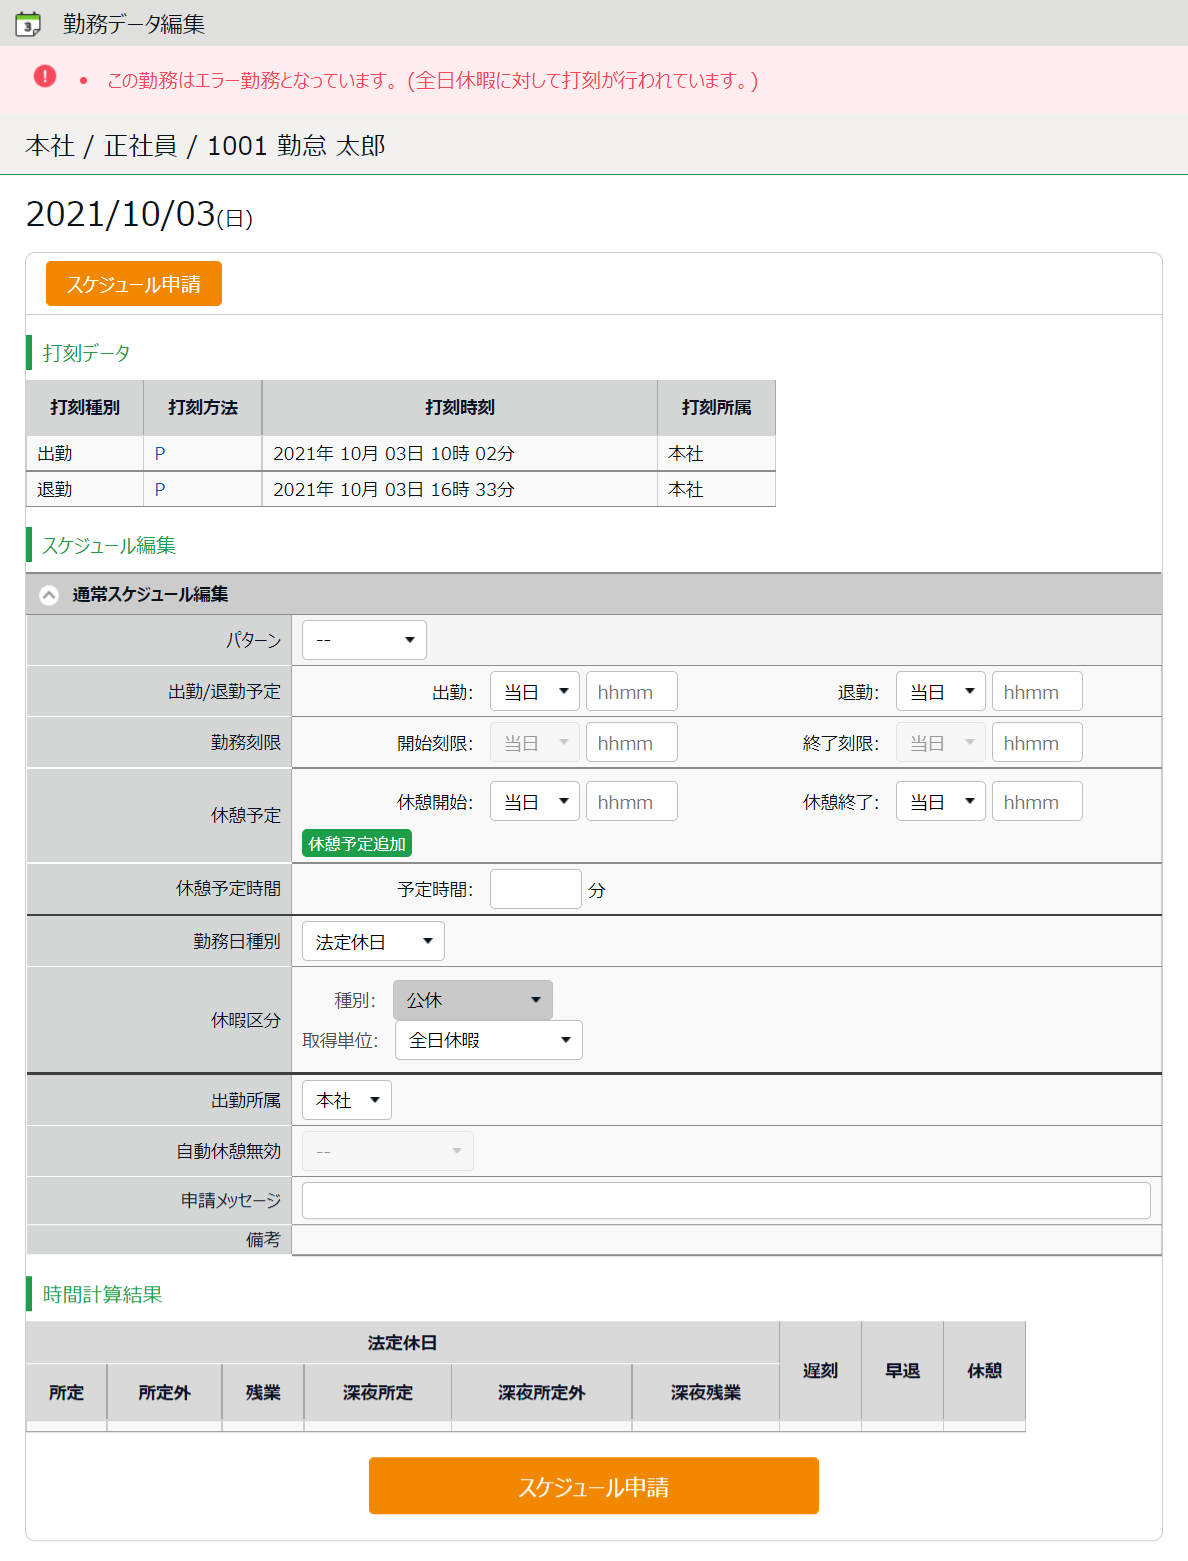 勤務データ編集
この勤務はエラー勤務となっています。(全日休暇に対して打刻が行われています。)
本社 / 正社員 / 1001 勤怠 太郎
2021/10/03(日)
スケジュール申請
打刻データ
打刻種別 打刻方法 打刻時刻 打刻所属
出勤 P 2021年 10月 03日 10時 02分 本社
退勤 P 2021年 10月 03日 16時 33分 本社
スケジュール編集
通常スケジュール編集
パターン --
出勤/退勤予定 出勤: 当日 hhmm 退勤: 当日 hhmm
勤務刻限 開始刻限: 当日 hhmm 終了刻限: 当日 hhmm
休憩予定 休憩開始: 当日 hhmm 休憩終了: 当日 hhmm
休憩予定追加
休憩予定時間 予定時間: 分
勤務日種別 法定休日
休暇区分 種別: 公休
取得単位: 全日休暇
出勤所属 本社
自動休憩無効 --
申請メッセージ
備考
時間計算結果
法定休日 遅刻 早退 休憩
所定 所定外 残業 深夜所定 深夜所定外 深夜残業
スケジュール申請